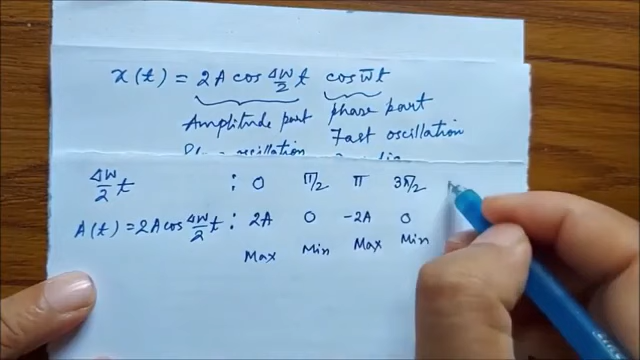 x(t) = 2A cos Δω/2 t cos ω̅t
Amplitude part phase part
Fast oscillation
oscillation
Δω/2 t : 0 π/2 π 3π/2
A(t) = 2A cos Δω/2 t : 2A 0 -2A 0
Max Min Max Min